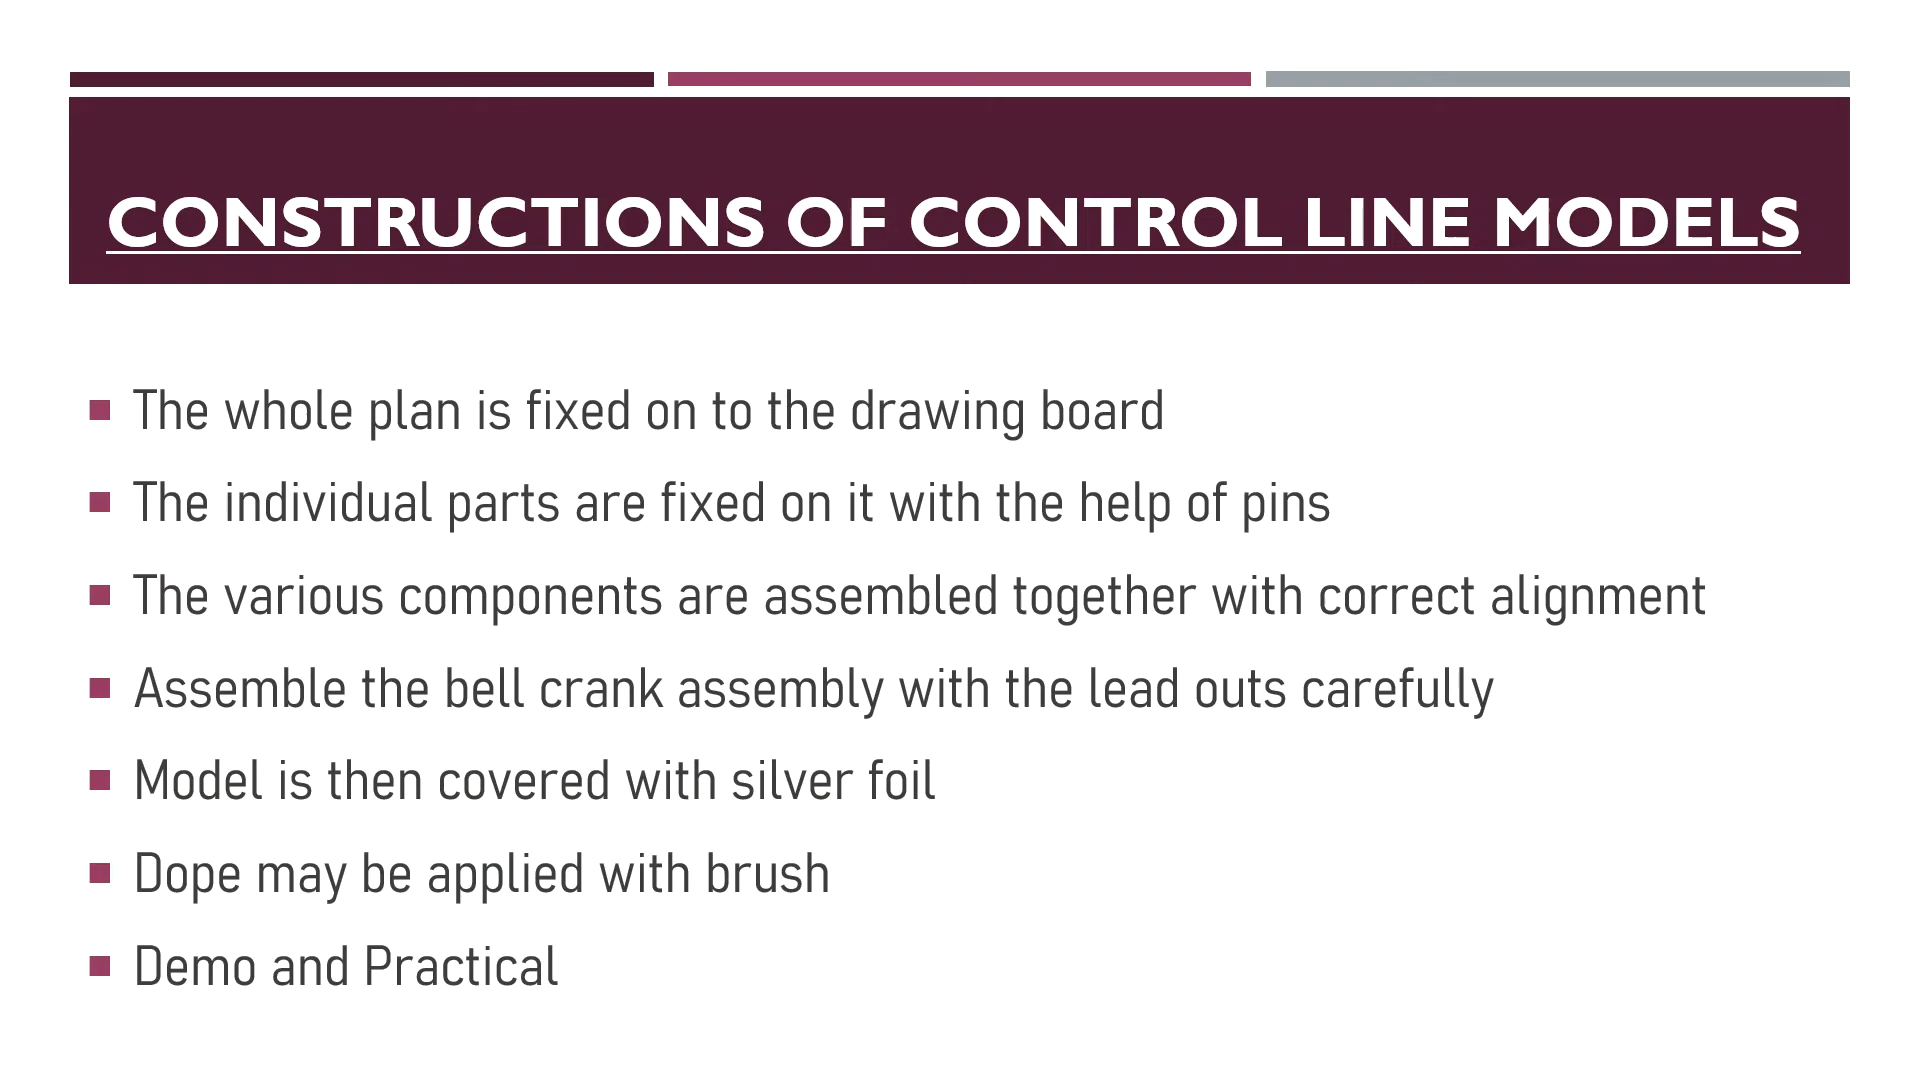 CONSTRUCTIONS OF CONTROL LINE MODELS
The whole plan is fixed on to the drawing board
The individual parts are fixed on it with the help of pins
The various components are assembled together with correct alignment
Assemble the bell crank assembly with the lead outs carefully
Model is then covered with silver foil
Dope may be applied with brush
Demo and Practical